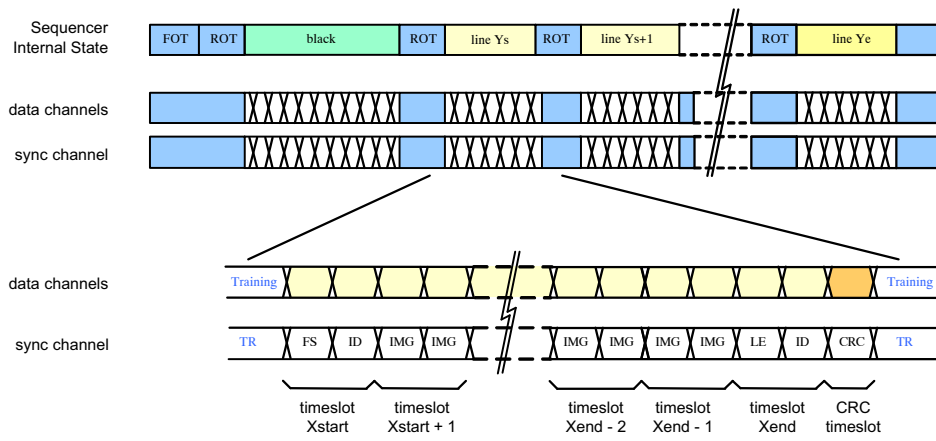 Sequencer
Internal State
FOT ROT black ROT line Ys ROT line Ys+1 ROT line Ye
data channels
sync channel
data channels Training Training
sync channel TR FS ID IMG IMG IMG IMG IMG IMG LE ID CRC TR
timeslot timeslot timeslot timeslot timeslot CRC
Xstart Xstart + 1 Xend - 2 Xend - 1 Xend timeslot